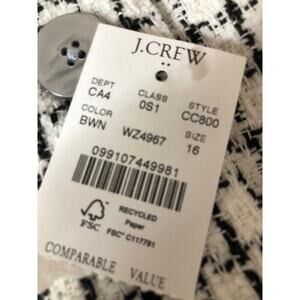 J.CREW
DEPT CLASS STYLE
CA4 0S1 CC800
COLOR SIZE
BWN WZ4967 16
099107449981
FSC
RECYCLED
Paper
FSC® C117781
COMPARABLE VALUE